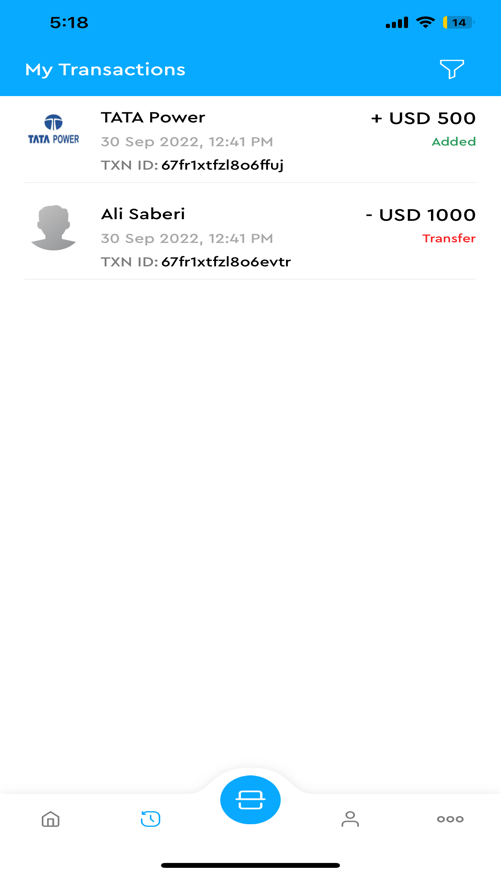 5:18
14
My Transactions
TATA POWER
TATA Power
+ USD 500
30 Sep 2022, 12:41 PM
Added
TXN ID: 67fr1xtfzl8o6ffuj
Ali Saberi
- USD 1000
30 Sep 2022, 12:41 PM
Transfer
TXN ID: 67fr1xtfzl8o6evtr